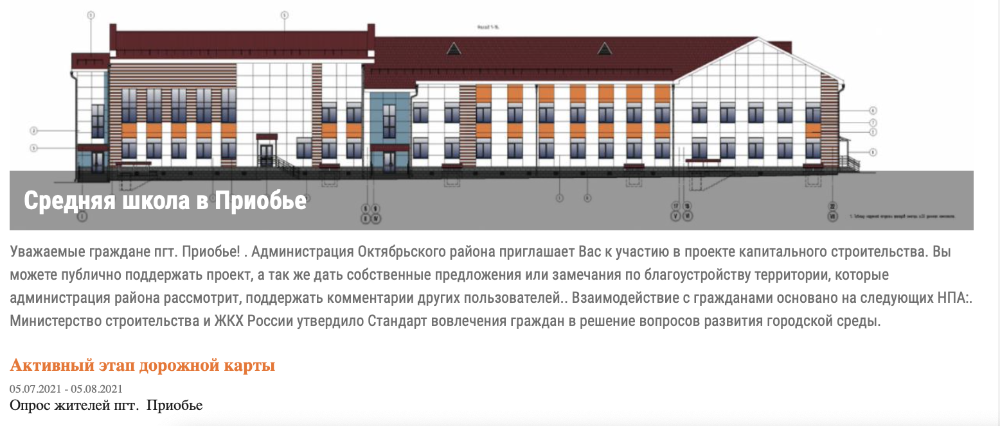 Фасад 1-16
Средняя школа в Приобье
Уважаемые граждане пгт. Приобье! . Администрация Октябрьского района приглашает Вас к участию в проекте капитального строительства. Вы
можете публично поддержать проект, а так же дать собственные предложения или замечания по благоустройству территории, которые
администрация района рассмотрит, поддержать комментарии других пользователей.. Взаимодействие с гражданами основано на следующих НПА:.
Министерство строительства и ЖКХ России утвердило Стандарт вовлечения граждан в решение вопросов развития городской среды.
Активный этап дорожной карты
05.07.2021 - 05.08.2021
Опрос жителей пгт.  Приобье